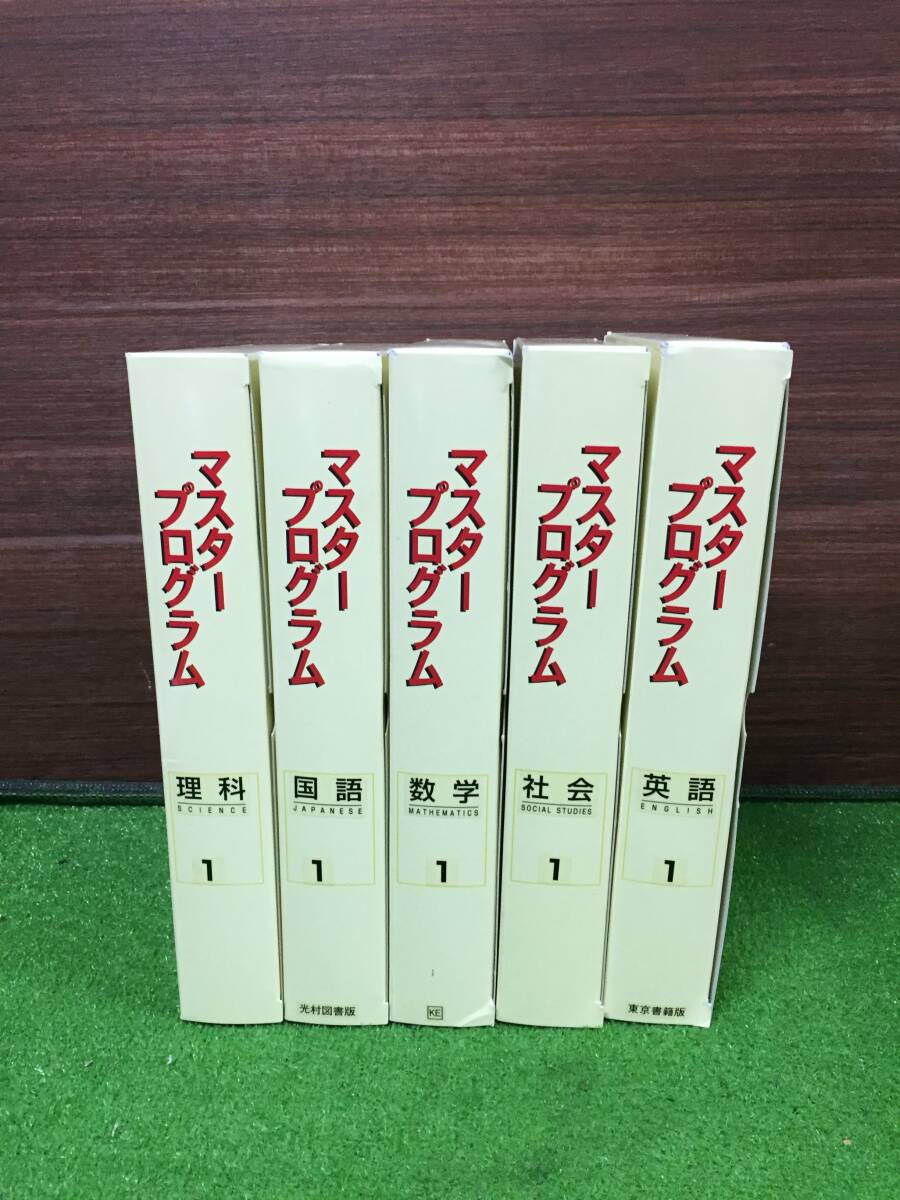 マスター
プログラム
理科
SCIENCE
1
マスター
プログラム
国語
JAPANESE
1
光村図書版
マスター
プログラム
数学
MATHEMATICS
1
KE
マスター
プログラム
社会
SOCIAL STUDIES
1
マスター
プログラム
英語
ENGLISH
1
東京書籍版